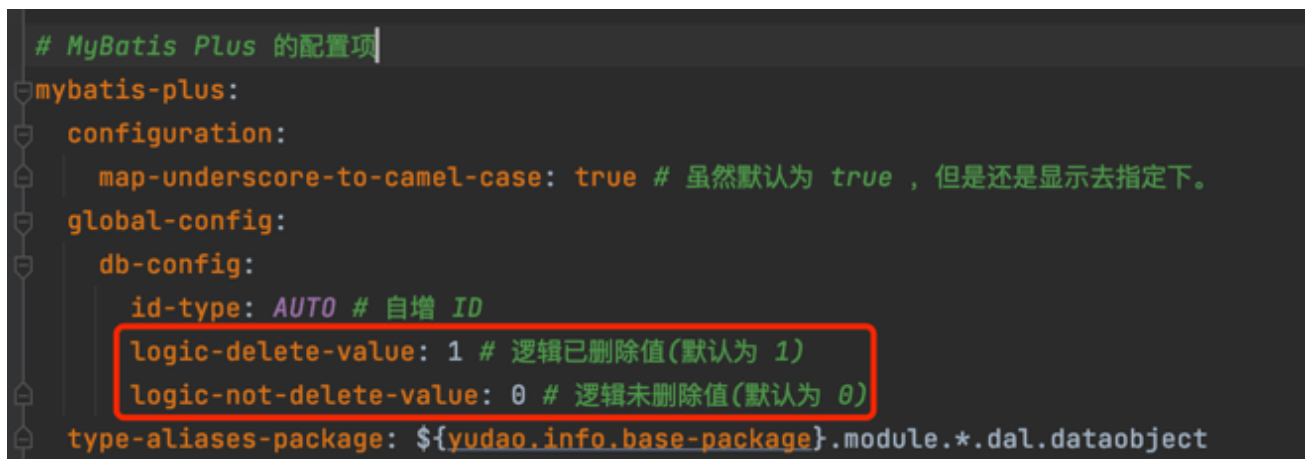 # MyBatis Plus 的配置项
mybatis-plus:
configuration:
map-underscore-to-camel-case: true # 虽然默认为 true ，但是还是显示去指定下。
global-config:
db-config:
id-type: AUTO # 自增 ID
logic-delete-value: 1 # 逻辑已删除值(默认为 1)
logic-not-delete-value: 0 # 逻辑未删除值(默认为 0)
type-aliases-package: ${yudao.info.base-package}.module.*.dal.dataobject